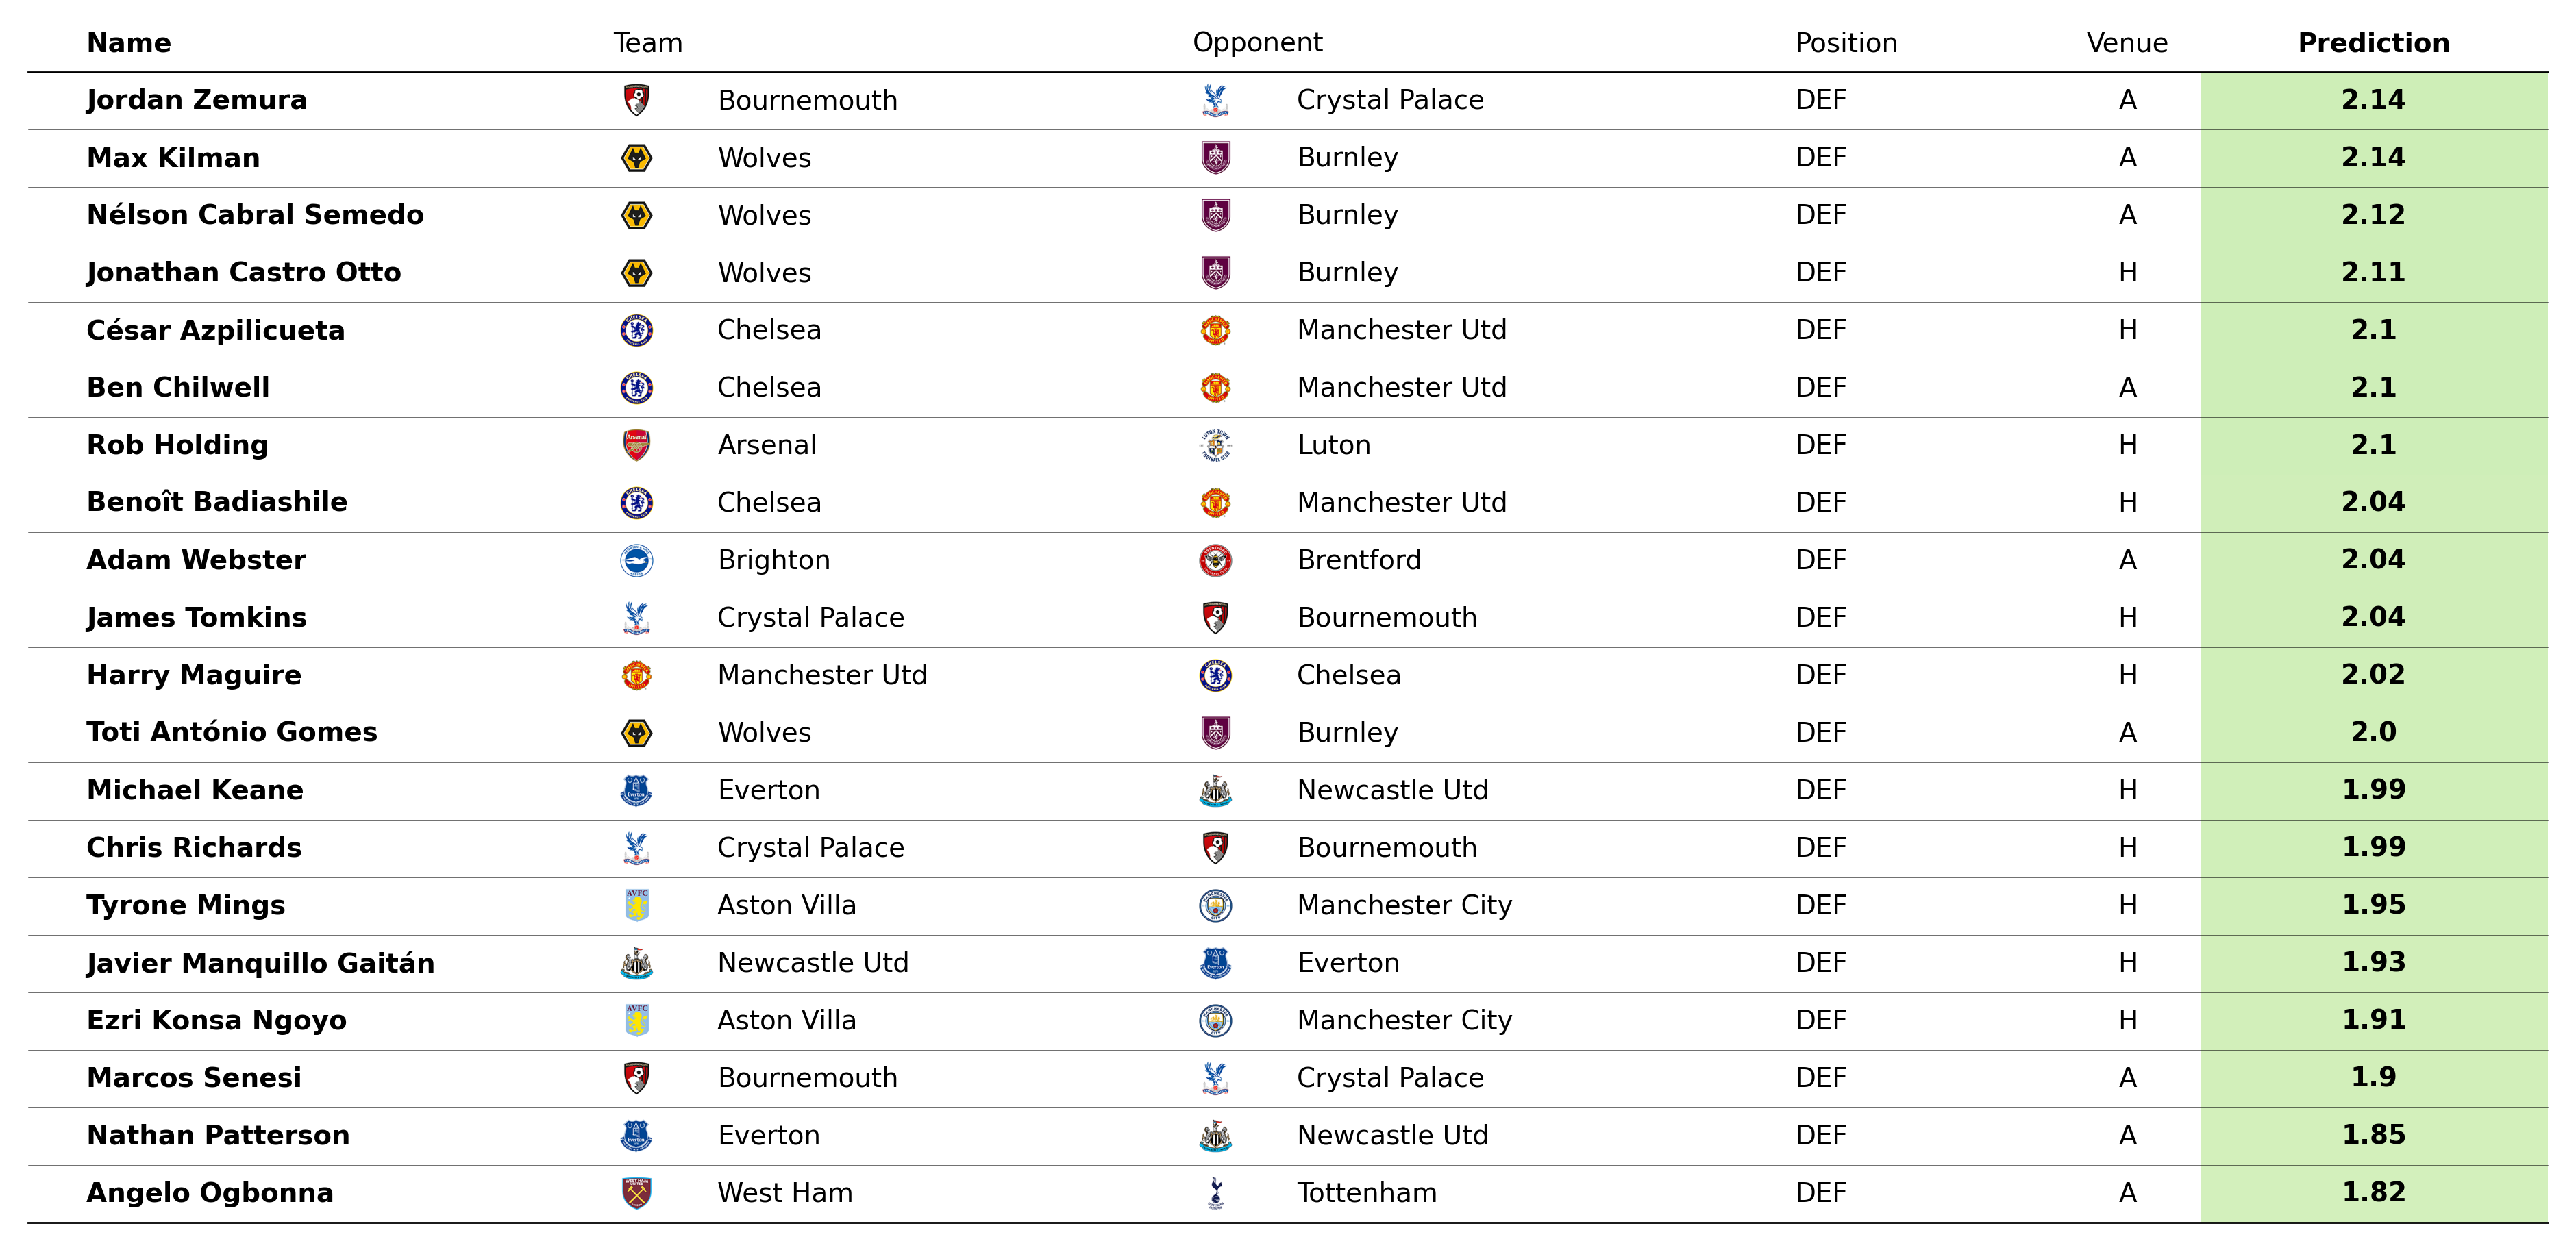 Name Team Opponent Position Venue Prediction
Jordan Zemura Bournemouth Crystal Palace DEF A 2.14
Max Kilman Wolves Burnley DEF A 2.14
Nélson Cabral Semedo Wolves Burnley DEF A 2.12
Jonathan Castro Otto Wolves Burnley DEF H 2.11
César Azpilicueta Chelsea Manchester Utd DEF H 2.1
Ben Chilwell Chelsea Manchester Utd DEF A 2.1
Rob Holding Arsenal Luton DEF H 2.1
Benoît Badiashile Chelsea Manchester Utd DEF H 2.04
Adam Webster Brighton Brentford DEF A 2.04
James Tomkins Crystal Palace Bournemouth DEF H 2.04
Harry Maguire Manchester Utd Chelsea DEF H 2.02
Toti António Gomes Wolves Burnley DEF A 2.0
Michael Keane Everton Newcastle Utd DEF H 1.99
Chris Richards Crystal Palace Bournemouth DEF H 1.99
Tyrone Mings Aston Villa Manchester City DEF H 1.95
Javier Manquillo Gaitán Newcastle Utd Everton DEF H 1.93
Ezri Konsa Ngoyo Aston Villa Manchester City DEF H 1.91
Marcos Senesi Bournemouth Crystal Palace DEF A 1.9
Nathan Patterson Everton Newcastle Utd DEF A 1.85
Angelo Ogbonna West Ham Tottenham DEF A 1.82